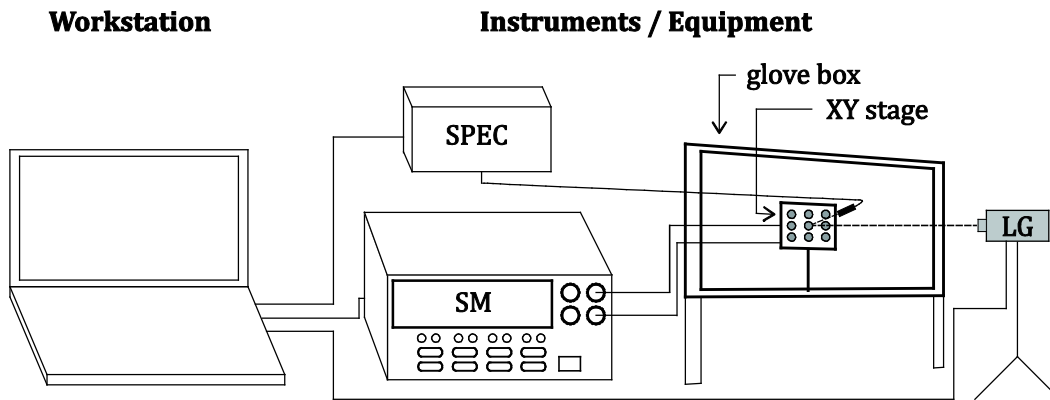 Workstation
Instruments / Equipment
glove box
XY stage
SPEC
LG
SM